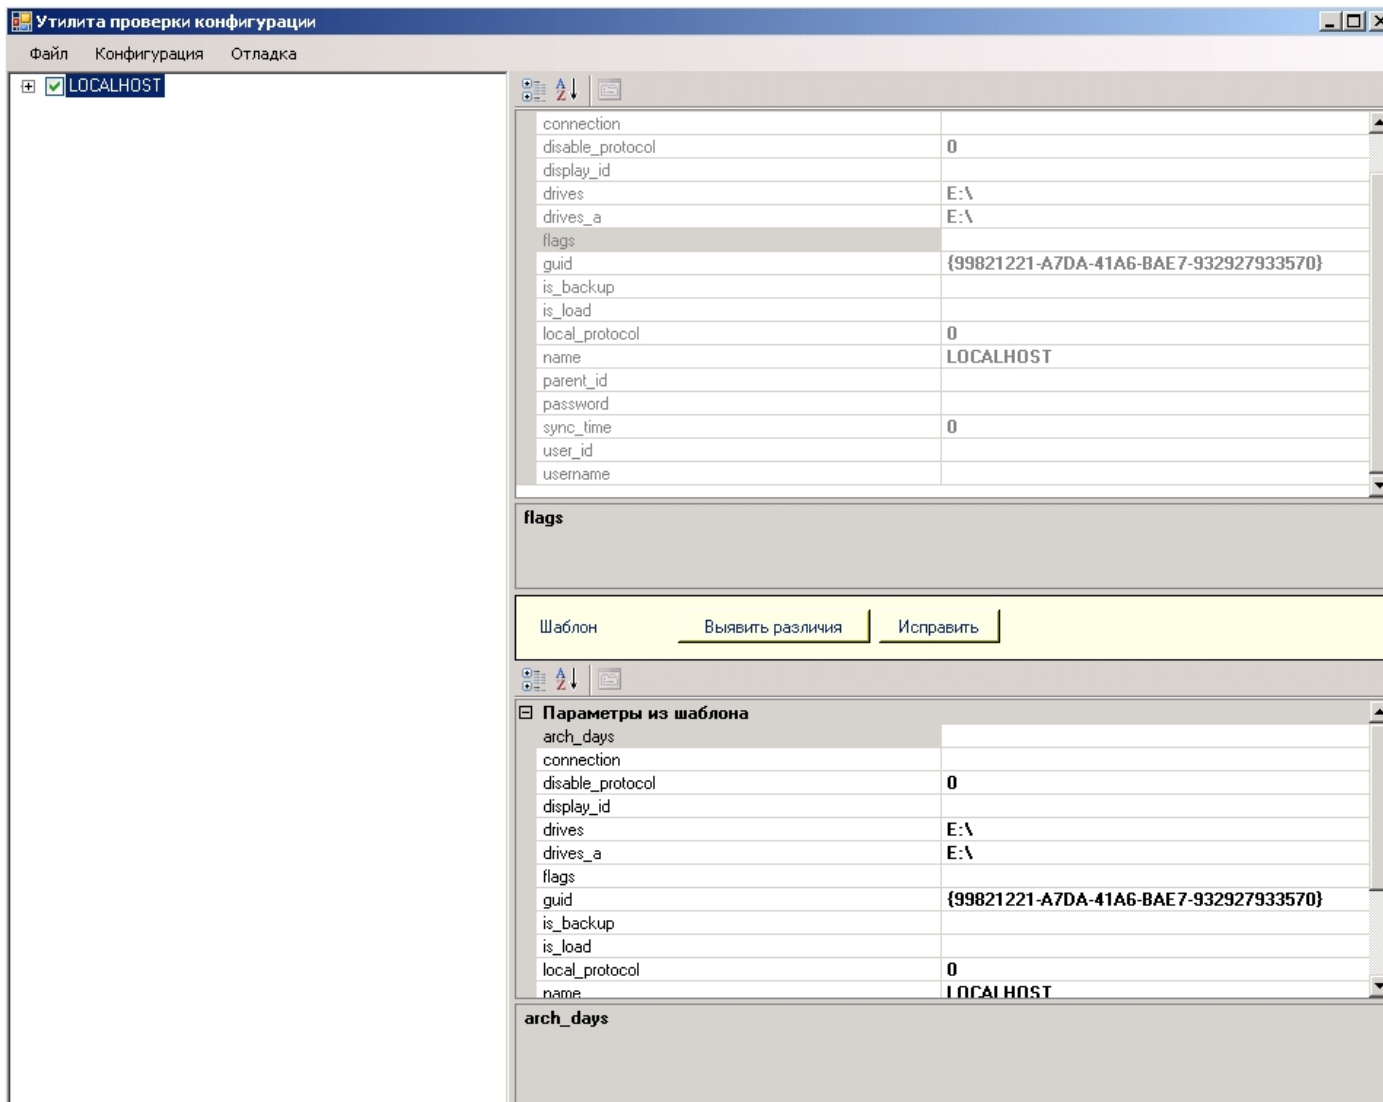 Утилита проверки конфигурации
Файл Конфигурация Отладка
LOCALHOST
connection
disable_protocol 0
display_id
drives E:\
drives_a E:\
flags
guid {99821221-A7DA-41A6-BAE7-932927933570}
is_backup
is_load
local_protocol 0
name LOCALHOST
parent_id
password
sync_time 0
user_id
username
flags
Шаблон Выявить различия Исправить
Параметры из шаблона
arch_days
connection
disable_protocol 0
display_id
drives E:\
drives_a E:\
flags
guid {99821221-A7DA-41A6-BAE7-932927933570}
is_backup
is_load
local_protocol 0
name LOCALHOST
arch_days